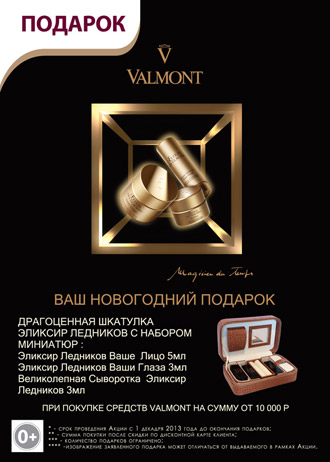 ПОДАРОК
V
VALMONT
Magicien du Temps
ВАШ НОВОГОДНИЙ ПОДАРОК
ДРАГОЦЕННАЯ ШКАТУЛКА
ЭЛИКСИР ЛЕДНИКОВ С НАБОРОМ
МИНИАТЮР :
Эликсир Ледников Ваше Лицо 5мл
Эликсир Ледников Ваши Глаза 3мл
Великолепная Сыворотка Эликсир
Ледников 3мл
ПРИ ПОКУПКЕ СРЕДСТВ VALMONT НА СУММУ ОТ 10 000 Р
0+
* - СРОК ПРОВЕДЕНИЯ АКЦИИ С 1 ДЕКАБРЯ 2013 ГОДА ДО ОКОНЧАНИЯ ПОДАРКОВ;
** - СУММА ПОКУПКИ ПОСЛЕ СКИДКИ ПО ДИСКОНТНОЙ КАРТЕ КЛИЕНТА;
*** - КОЛИЧЕСТВО ПОДАРКОВ ОГРАНИЧЕНО;
**** -ИЗОБРАЖЕНИЕ ЗАЯВЛЕННОГО ПОДАРКА МОЖЕТ ОТЛИЧАТЬСЯ ОТ ВЫДАВАЕМОГО В РАМКАХ АКЦИИ.